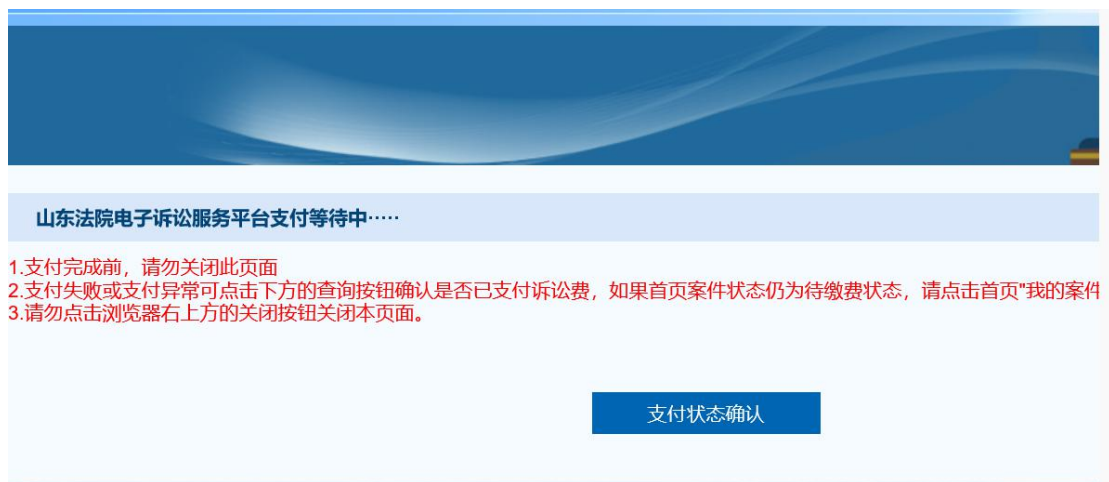 山东法院电子诉讼服务平台支付等待中·····
1.支付完成前，请勿关闭此页面
2.支付失败或支付异常可点击下方的查询按钮确认是否已支付诉讼费，如果首页案件状态仍为待缴费状态，请点击首页"我的案件
3.请勿点击浏览器右上方的关闭按钮关闭本页面。
支付状态确认